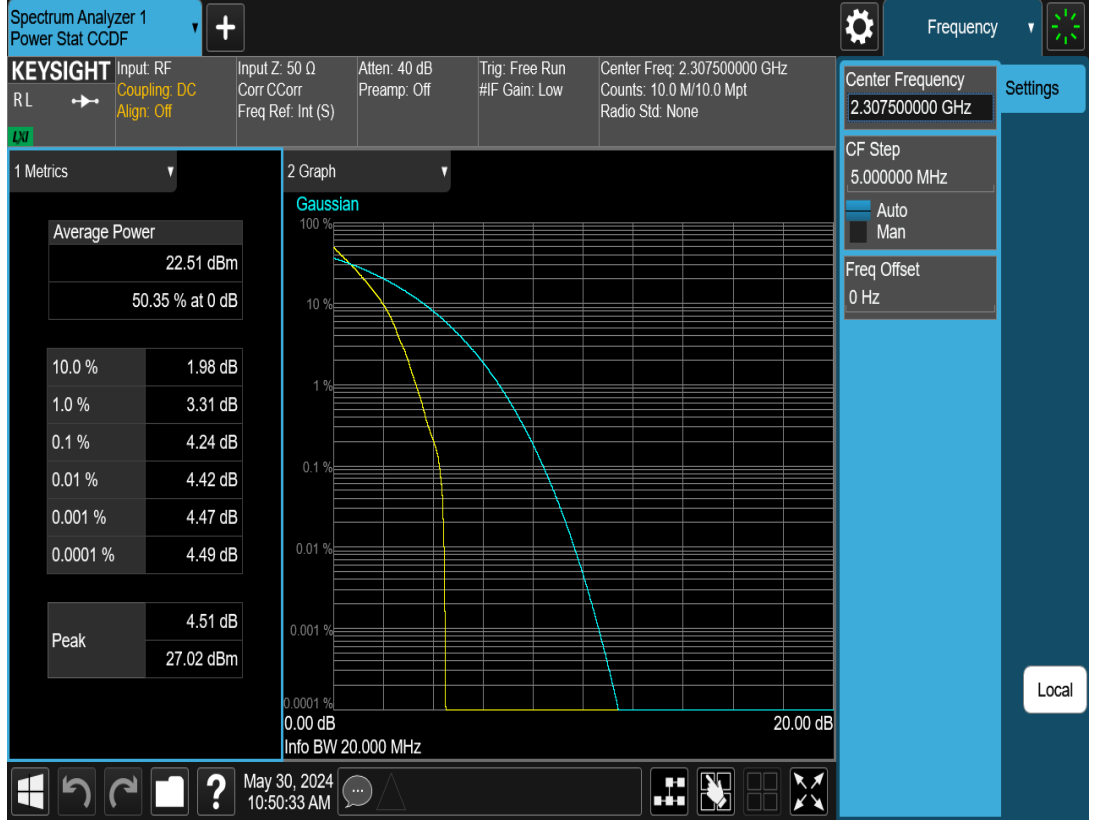 Spectrum Analyzer 1
Power Stat CCDF
+
Frequency
KEYSIGHT
R L
LXI
Input: RF
Coupling: DC
Align: Off
Input Z: 50 Ω
Corr CCorr
Freq Ref: Int (S)
Atten: 40 dB
Preamp: Off
Trig: Free Run
#IF Gain: Low
Center Freq: 2.307500000 GHz
Counts: 10.0 M/10.0 Mpt
Radio Std: None
Center Frequency
2.307500000 GHz
Settings
CF Step
5.000000 MHz
Auto
Man
Freq Offset
0 Hz
1 Metrics
Average Power
22.51 dBm
50.35 % at 0 dB
10.0 % 1.98 dB
1.0 % 3.31 dB
0.1 % 4.24 dB
0.01 % 4.42 dB
0.001 % 4.47 dB
0.0001 % 4.49 dB
Peak
4.51 dB
27.02 dBm
2 Graph
Gaussian
100 %
10 %
1 %
0.1 %
0.01 %
0.001 %
0.0001 %
0.00 dB 20.00 dB
Info BW 20.000 MHz
Local
?
May 30, 2024
10:50:33 AM